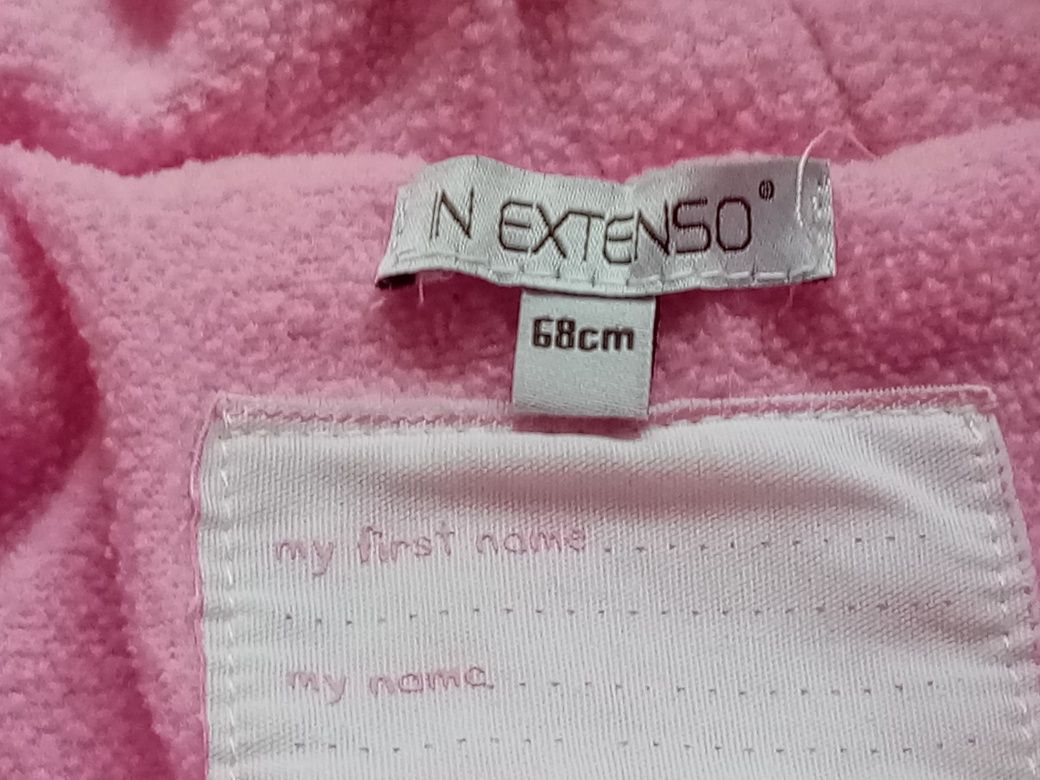 IN EXTENSO®
68cm
my first name . . . . . . . . . . . . .
. . . . . . . . . . . . . . . . . . . .
my name . . . . . . . . . . . . . . .
. . . . . . . . . . . . . . . . . . . .